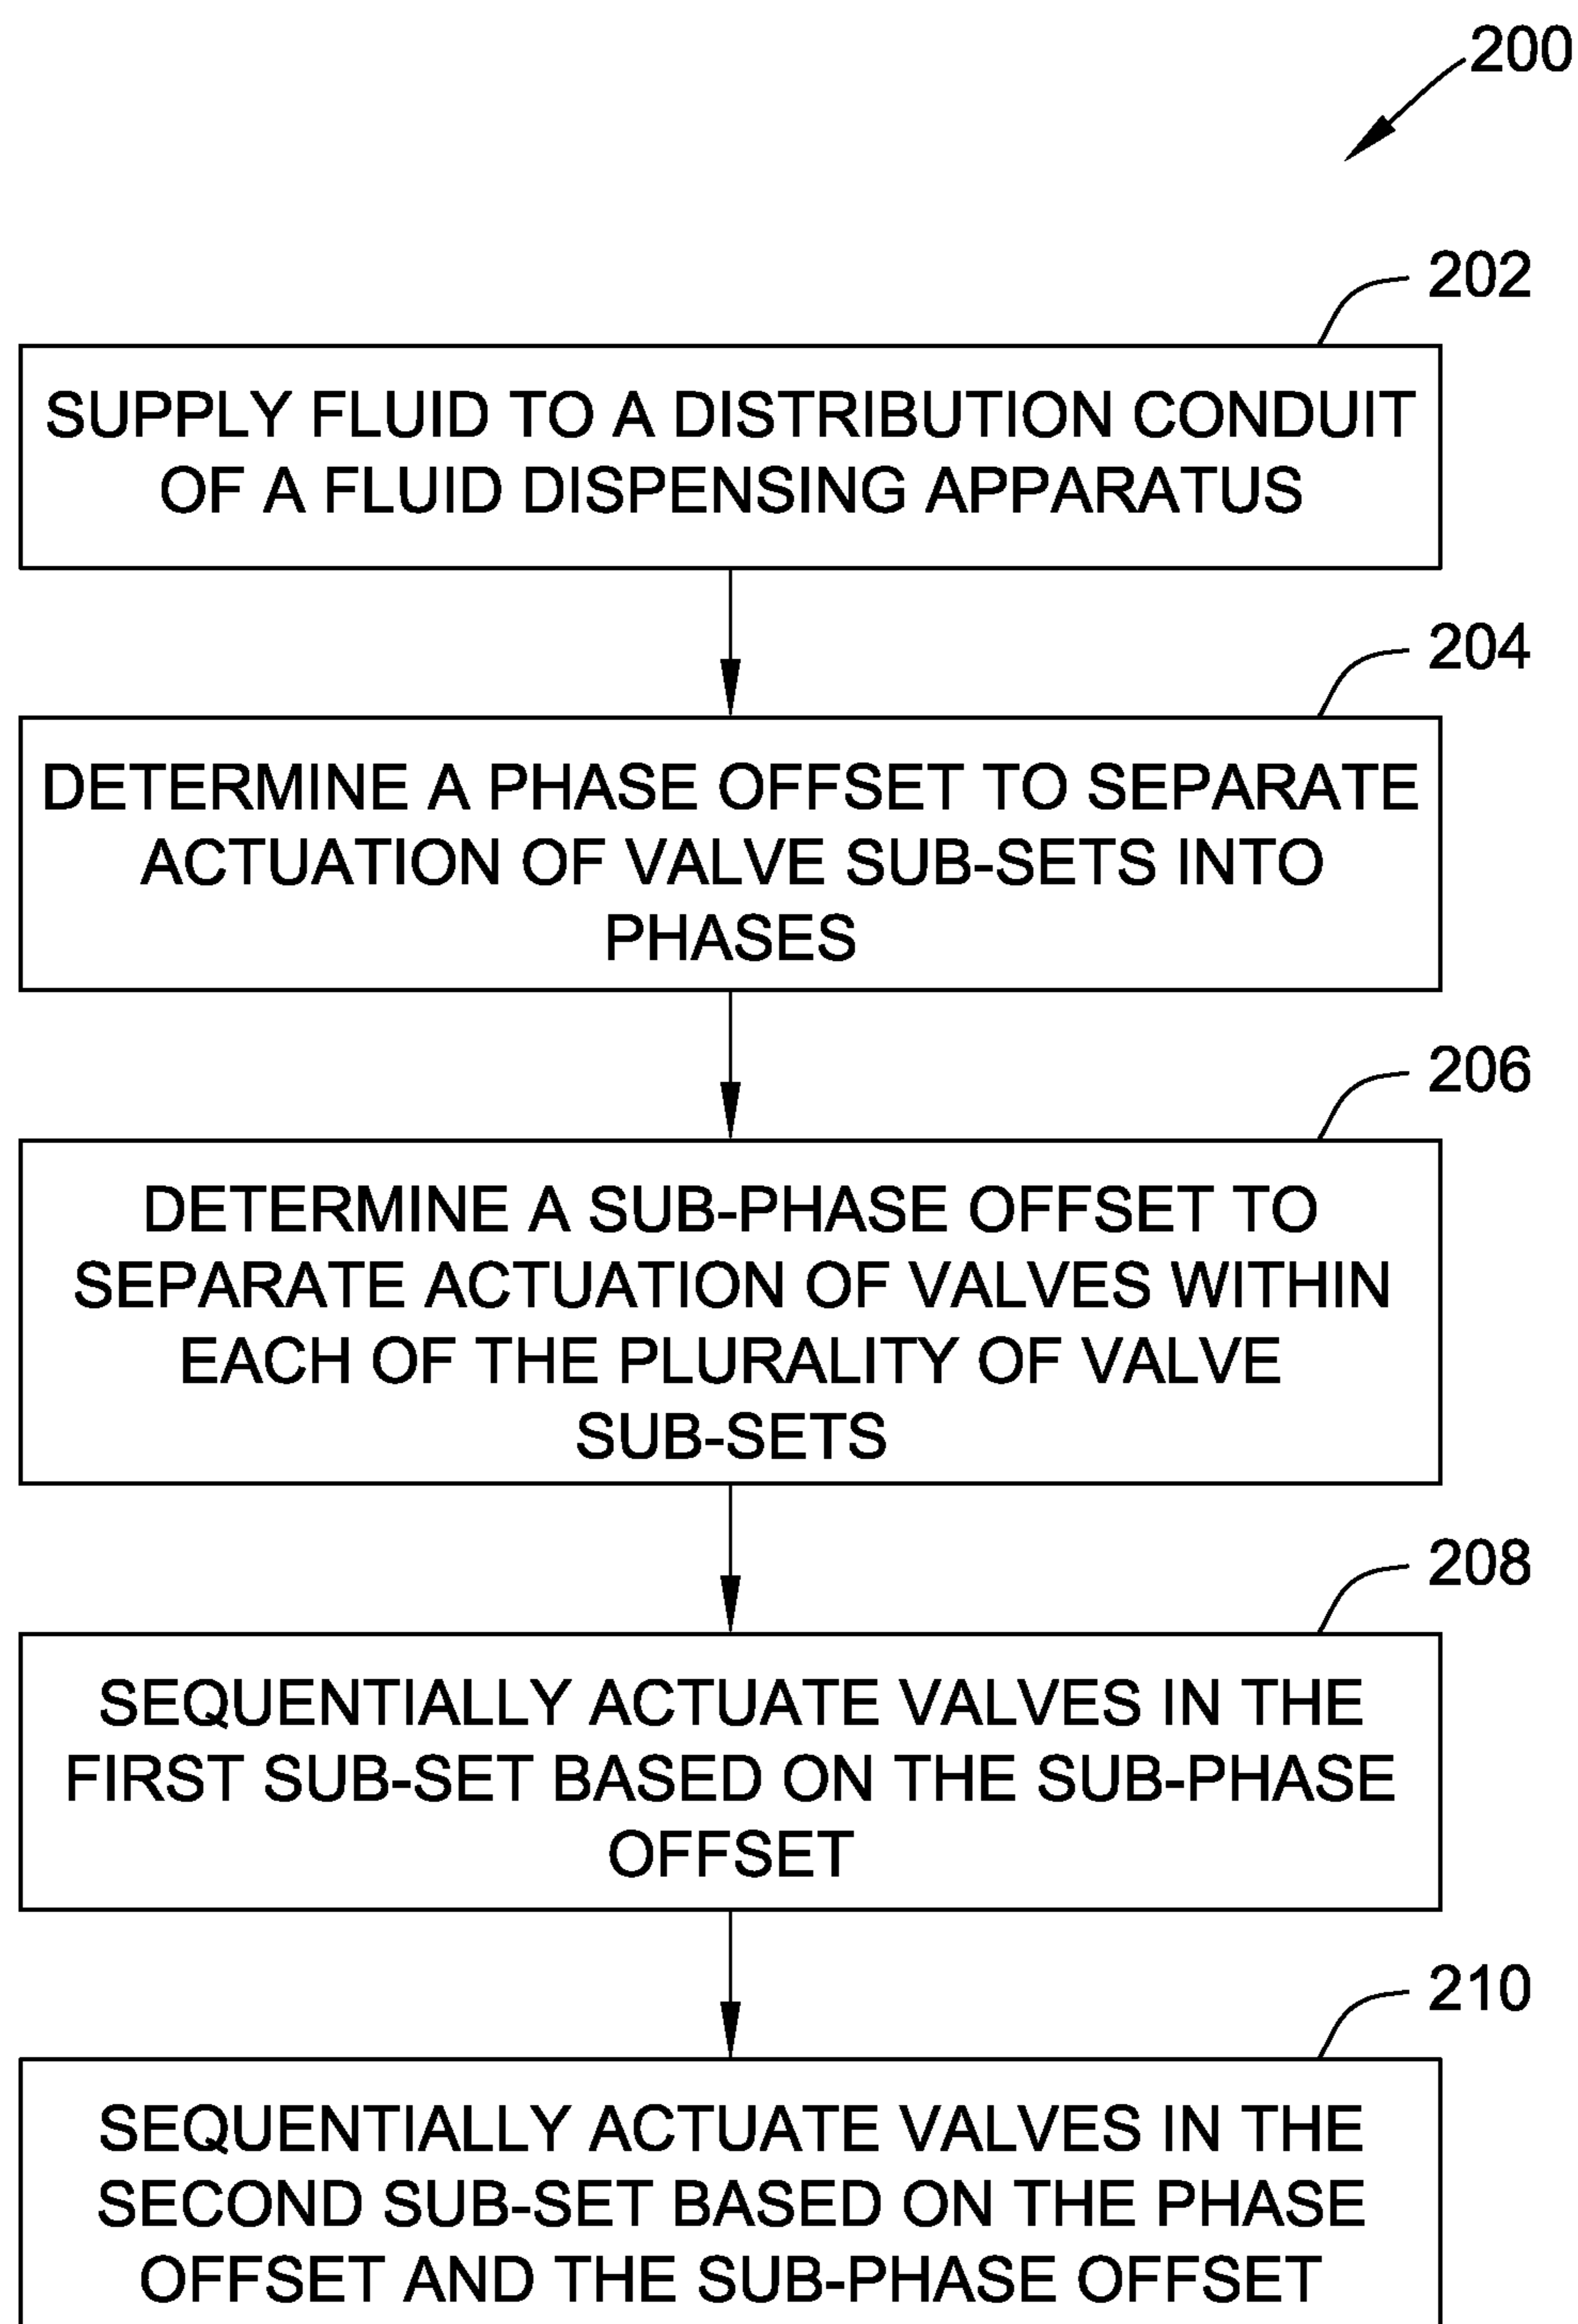 200
202
SUPPLY FLUID TO A DISTRIBUTION CONDUIT
OF A FLUID DISPENSING APPARATUS
204
DETERMINE A PHASE OFFSET TO SEPARATE
ACTUATION OF VALVE SUB-SETS INTO
PHASES
206
DETERMINE A SUB-PHASE OFFSET TO
SEPARATE ACTUATION OF VALVES WITHIN
EACH OF THE PLURALITY OF VALVE
SUB-SETS
208
SEQUENTIALLY ACTUATE VALVES IN THE
FIRST SUB-SET BASED ON THE SUB-PHASE
OFFSET
210
SEQUENTIALLY ACTUATE VALVES IN THE
SECOND SUB-SET BASED ON THE PHASE
OFFSET AND THE SUB-PHASE OFFSET